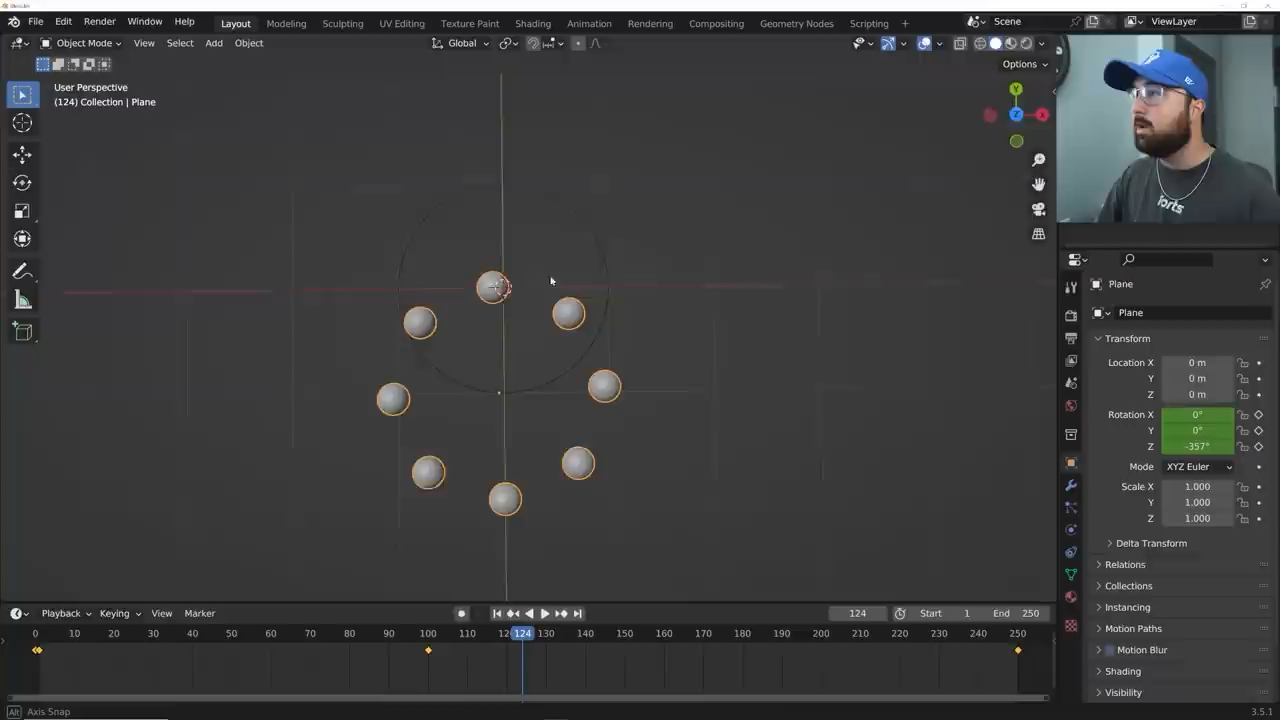 File Edit Render Window Help
Layout Modeling Sculpting UV Editing Texture Paint Shading Animation Rendering Compositing Geometry Nodes Scripting +
Scene
ViewLayer
Object Mode View Select Add Object
Global
Options
User Perspective
(124) Collection | Plane
Y
Z
X
forts
Plane
Plane
Transform
Location X 0 m
Y 0 m
Z 0 m
Rotation X 0°
Y 0°
Z -357°
Mode XYZ Euler
Scale X 1.000
Y 1.000
Z 1.000
Delta Transform
Relations
Collections
Instancing
Motion Paths
Motion Blur
Shading
Visibility
Playback Keying View Marker
124
Start 1 End 250
0 10 20 30 40 50 60 70 80 90 100 110 124 130 140 150 160 170 180 190 200 210 220 230 240 250
Alt Axis Snap
3.5.1